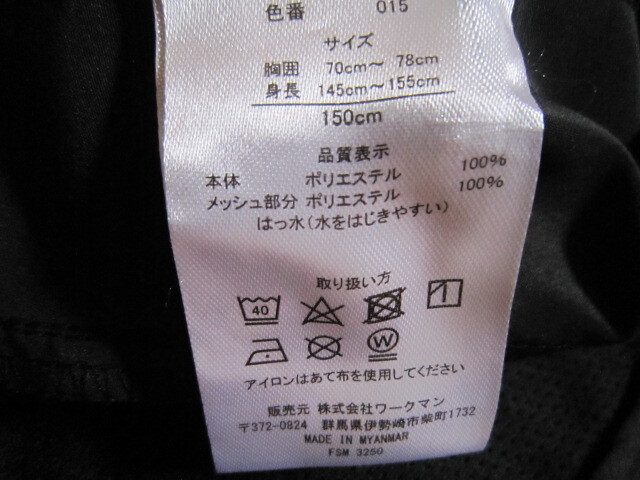 色番 015
サイズ
胸囲 70cm～ 78cm
身長 145cm～155cm
150cm
品質表示
本体 ポリエステル 100%
メッシュ部分 ポリエステル 100%
はっ水(水をはじきやすい)
取り扱い方
40
W
アイロンはあて布を使用してください
販売元 株式会社ワークマン
〒372-0824 群馬県伊勢崎市柴町1732
MADE IN MYANMAR
FSM 3250